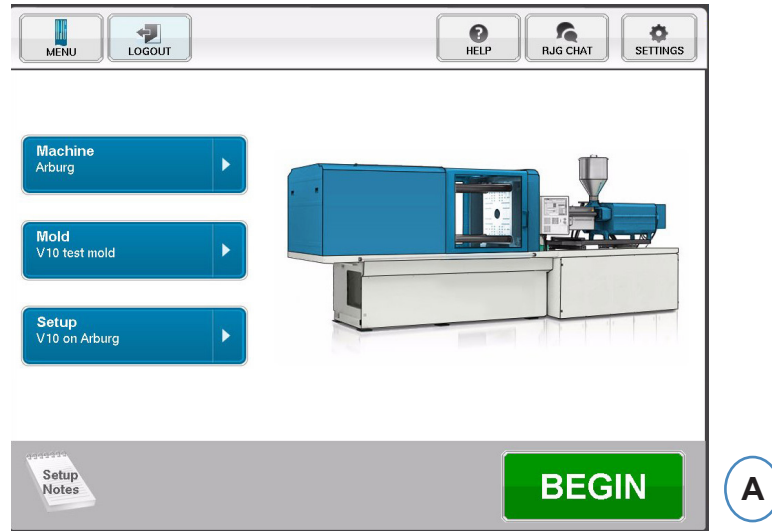 MENU
LOGOUT
HELP
RJG CHAT
SETTINGS
Machine
Arburg
Mold
V10 test mold
Setup
V10 on Arburg
Setup
Notes
BEGIN
A